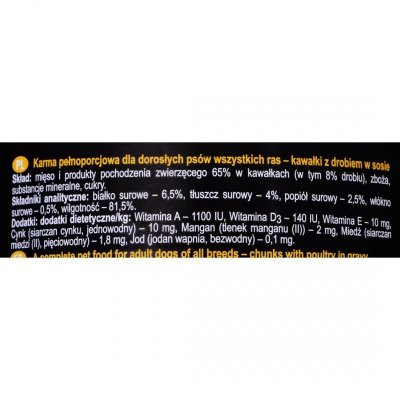 PL Karma pełnoporcjowa dla dorosłych psów wszystkich ras – kawałki z drobiem w sosie
Skład: mięso i produkty pochodzenia zwierzęcego 65% w kawałkach (w tym 8% drobiu), zboża,
substancje mineralne, cukry.
Składniki analityczne: białko surowe – 6,5%, tłuszcz surowy – 4%, popiół surowy – 2,5%, włókno
surowe – 0,5%, wilgotność – 81,5%.
Dodatki: dodatki dietetyczne/kg: Witamina A – 1100 IU, Witamina D3 – 140 IU, Witamina E – 10 mg,
Cynk (siarczan cynku, jednowodny) – 10 mg, Mangan (tlenek manganu (II)) – 2 mg, Miedź (siarczan
miedzi (II), pięciowodny) – 1,8 mg, Jod (jodan wapnia, bezwodny) – 0,1 mg.
A complete pet food for adult dogs of all breeds – chunks with poultry in gravy